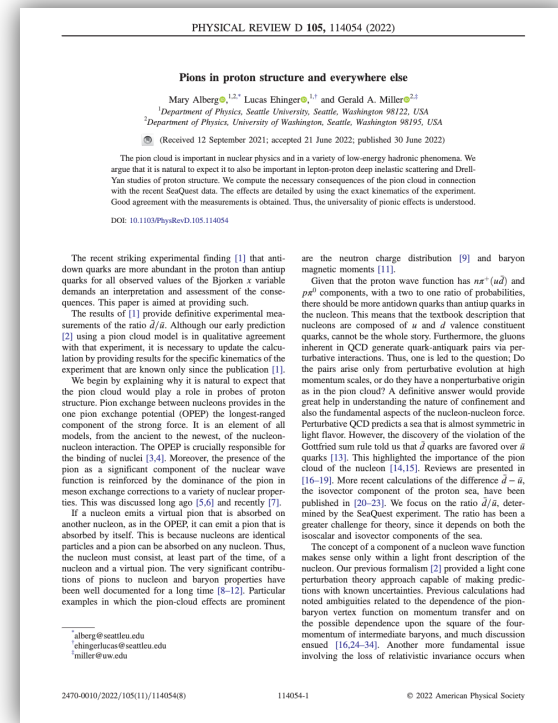 PHYSICAL REVIEW D 105, 114054 (2022)
Pions in proton structure and everywhere else
Mary Alberg,1,2,* Lucas Ehinger,1,† and Gerald A. Miller2,‡
1Department of Physics, Seattle University, Seattle, Washington 98122, USA
2Department of Physics, University of Washington, Seattle, Washington 98195, USA
(Received 12 September 2021; accepted 21 June 2022; published 30 June 2022)
The pion cloud is important in nuclear physics and in a variety of low-energy hadronic phenomena. We
argue that it is natural to expect it to also be important in lepton-proton deep inelastic scattering and Drell-
Yan studies of proton structure. We compute the necessary consequences of the pion cloud in connection
with the recent SeaQuest data. The effects are detailed by using the exact kinematics of the experiment.
Good agreement with the measurements is obtained. Thus, the universality of pionic effects is understood.
DOI: 10.1103/PhysRevD.105.114054
The recent striking experimental finding [1] that anti-
down quarks are more abundant in the proton than antiup
quarks for all observed values of the Bjorken x variable
demands an interpretation and assessment of the conse-
quences. This paper is aimed at providing such.
The results of [1] provide definitive experimental mea-
surements of the ratio d̄/ū. Although our early prediction
[2] using a pion cloud model is in qualitative agreement
with that experiment, it is necessary to update the calcu-
lation by providing results for the specific kinematics of the
experiment that are known only since the publication [1].
We begin by explaining why it is natural to expect that
the pion cloud would play a role in probes of proton
structure. Pion exchange between nucleons provides in the
one pion exchange potential (OPEP) the longest-ranged
component of the strong force. It is an element of all
models, from the ancient to the newest, of the nucleon-
nucleon interaction. The OPEP is crucially responsible for
the binding of nuclei [3,4]. Moreover, the presence of the
pion as a significant component of the nuclear wave
function is reinforced by the dominance of the pion in
meson exchange corrections to a variety of nuclear proper-
ties. This was discussed long ago [5,6] and recently [7].
If a nucleon emits a virtual pion that is absorbed on
another nucleon, as in the OPEP, it can emit a pion that is
absorbed by itself. This is because nucleons are identical
particles and a pion can be absorbed on any nucleon. Thus,
the nucleon must consist, at least part of the time, of a
nucleon and a virtual pion. The very significant contribu-
tions of pions to nucleon and baryon properties have
been well documented for a long time [8–12]. Particular
examples in which the pion-cloud effects are prominent
*alberg@seattleu.edu
†ehingerlucas@seattleu.edu
‡miller@uw.edu
are the neutron charge distribution [9] and baryon
magnetic moments [11].
Given that the proton wave function has nπ+(ud̄) and
pπ0 components, with a two to one ratio of probabilities,
there should be more antidown quarks than antiup quarks in
the nucleon. This means that the textbook description that
nucleons are composed of u and d valence constituent
quarks, cannot be the whole story. Furthermore, the gluons
inherent in QCD generate quark-antiquark pairs via per-
turbative interactions. Thus, one is led to the question; Do
the pairs arise only from perturbative evolution at high
momentum scales, or do they have a nonperturbative origin
as in the pion cloud? A definitive answer would provide
great help in understanding the nature of confinement and
also the fundamental aspects of the nucleon-nucleon force.
Perturbative QCD predicts a sea that is almost symmetric in
light flavor. However, the discovery of the violation of the
Gottfried sum rule told us that d̄ quarks are favored over ū
quarks [13]. This highlighted the importance of the pion
cloud of the nucleon [14,15]. Reviews are presented in
[16–19]. More recent calculations of the difference d̄ − ū,
the isovector component of the proton sea, have been
published in [20–23]. We focus on the ratio d̄/ū, deter-
mined by the SeaQuest experiment. The ratio has been a
greater challenge for theory, since it depends on both the
isoscalar and isovector components of the sea.
The concept of a component of a nucleon wave function
makes sense only within a light front description of the
nucleon. Our previous formalism [2] provided a light cone
perturbation theory approach capable of making predic-
tions with known uncertainties. Previous calculations had
noted ambiguities related to the dependence of the pion-
baryon vertex function on momentum transfer and on
the possible dependence upon the square of the four-
momentum of intermediate baryons, and much discussion
ensued [16,24–34]. Another more fundamental issue
involving the loss of relativistic invariance occurs when
2470-0010/2022/105(11)/114054(8)
114054-1
© 2022 American Physical Society